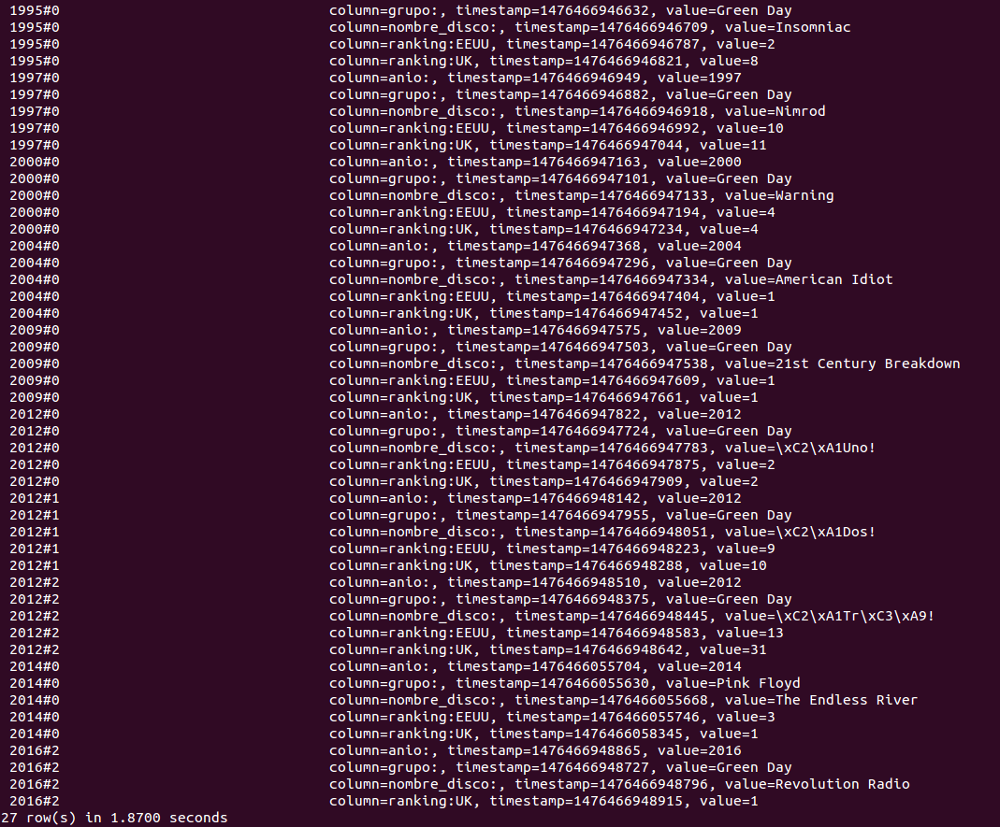 1995#0 column=grupo:, timestamp=1476466946632, value=Green Day
1995#0 column=nombre_disco:, timestamp=1476466946709, value=Insomniac
1995#0 column=ranking:EEUU, timestamp=1476466946787, value=2
1995#0 column=ranking:UK, timestamp=1476466946821, value=8
1997#0 column=anio:, timestamp=1476466946949, value=1997
1997#0 column=grupo:, timestamp=1476466946882, value=Green Day
1997#0 column=nombre_disco:, timestamp=1476466946918, value=Nimrod
1997#0 column=ranking:EEUU, timestamp=1476466946992, value=10
1997#0 column=ranking:UK, timestamp=1476466947044, value=11
2000#0 column=anio:, timestamp=1476466947163, value=2000
2000#0 column=grupo:, timestamp=1476466947101, value=Green Day
2000#0 column=nombre_disco:, timestamp=1476466947133, value=Warning
2000#0 column=ranking:EEUU, timestamp=1476466947194, value=4
2000#0 column=ranking:UK, timestamp=1476466947234, value=4
2004#0 column=anio:, timestamp=1476466947368, value=2004
2004#0 column=grupo:, timestamp=1476466947296, value=Green Day
2004#0 column=nombre_disco:, timestamp=1476466947334, value=American Idiot
2004#0 column=ranking:EEUU, timestamp=1476466947404, value=1
2004#0 column=ranking:UK, timestamp=1476466947452, value=1
2009#0 column=anio:, timestamp=1476466947575, value=2009
2009#0 column=grupo:, timestamp=1476466947503, value=Green Day
2009#0 column=nombre_disco:, timestamp=1476466947538, value=21st Century Breakdown
2009#0 column=ranking:EEUU, timestamp=1476466947609, value=1
2009#0 column=ranking:UK, timestamp=1476466947661, value=1
2012#0 column=anio:, timestamp=1476466947822, value=2012
2012#0 column=grupo:, timestamp=1476466947724, value=Green Day
2012#0 column=nombre_disco:, timestamp=1476466947783, value=\xC2\xA1Uno!
2012#0 column=ranking:EEUU, timestamp=1476466947875, value=2
2012#0 column=ranking:UK, timestamp=1476466947909, value=2
2012#1 column=anio:, timestamp=1476466948142, value=2012
2012#1 column=grupo:, timestamp=1476466947955, value=Green Day
2012#1 column=nombre_disco:, timestamp=1476466948051, value=\xC2\xA1Dos!
2012#1 column=ranking:EEUU, timestamp=1476466948223, value=9
2012#1 column=ranking:UK, timestamp=1476466948288, value=10
2012#2 column=anio:, timestamp=1476466948510, value=2012
2012#2 column=grupo:, timestamp=1476466948375, value=Green Day
2012#2 column=nombre_disco:, timestamp=1476466948445, value=\xC2\xA1Tr\xC3\xA9!
2012#2 column=ranking:EEUU, timestamp=1476466948583, value=13
2012#2 column=ranking:UK, timestamp=1476466948642, value=31
2014#0 column=anio:, timestamp=1476466055704, value=2014
2014#0 column=grupo:, timestamp=1476466055630, value=Pink Floyd
2014#0 column=nombre_disco:, timestamp=1476466055668, value=The Endless River
2014#0 column=ranking:EEUU, timestamp=1476466055746, value=3
2014#0 column=ranking:UK, timestamp=1476466058345, value=1
2016#2 column=anio:, timestamp=1476466948865, value=2016
2016#2 column=grupo:, timestamp=1476466948727, value=Green Day
2016#2 column=nombre_disco:, timestamp=1476466948796, value=Revolution Radio
2016#2 column=ranking:UK, timestamp=1476466948915, value=1
27 row(s) in 1.8700 seconds